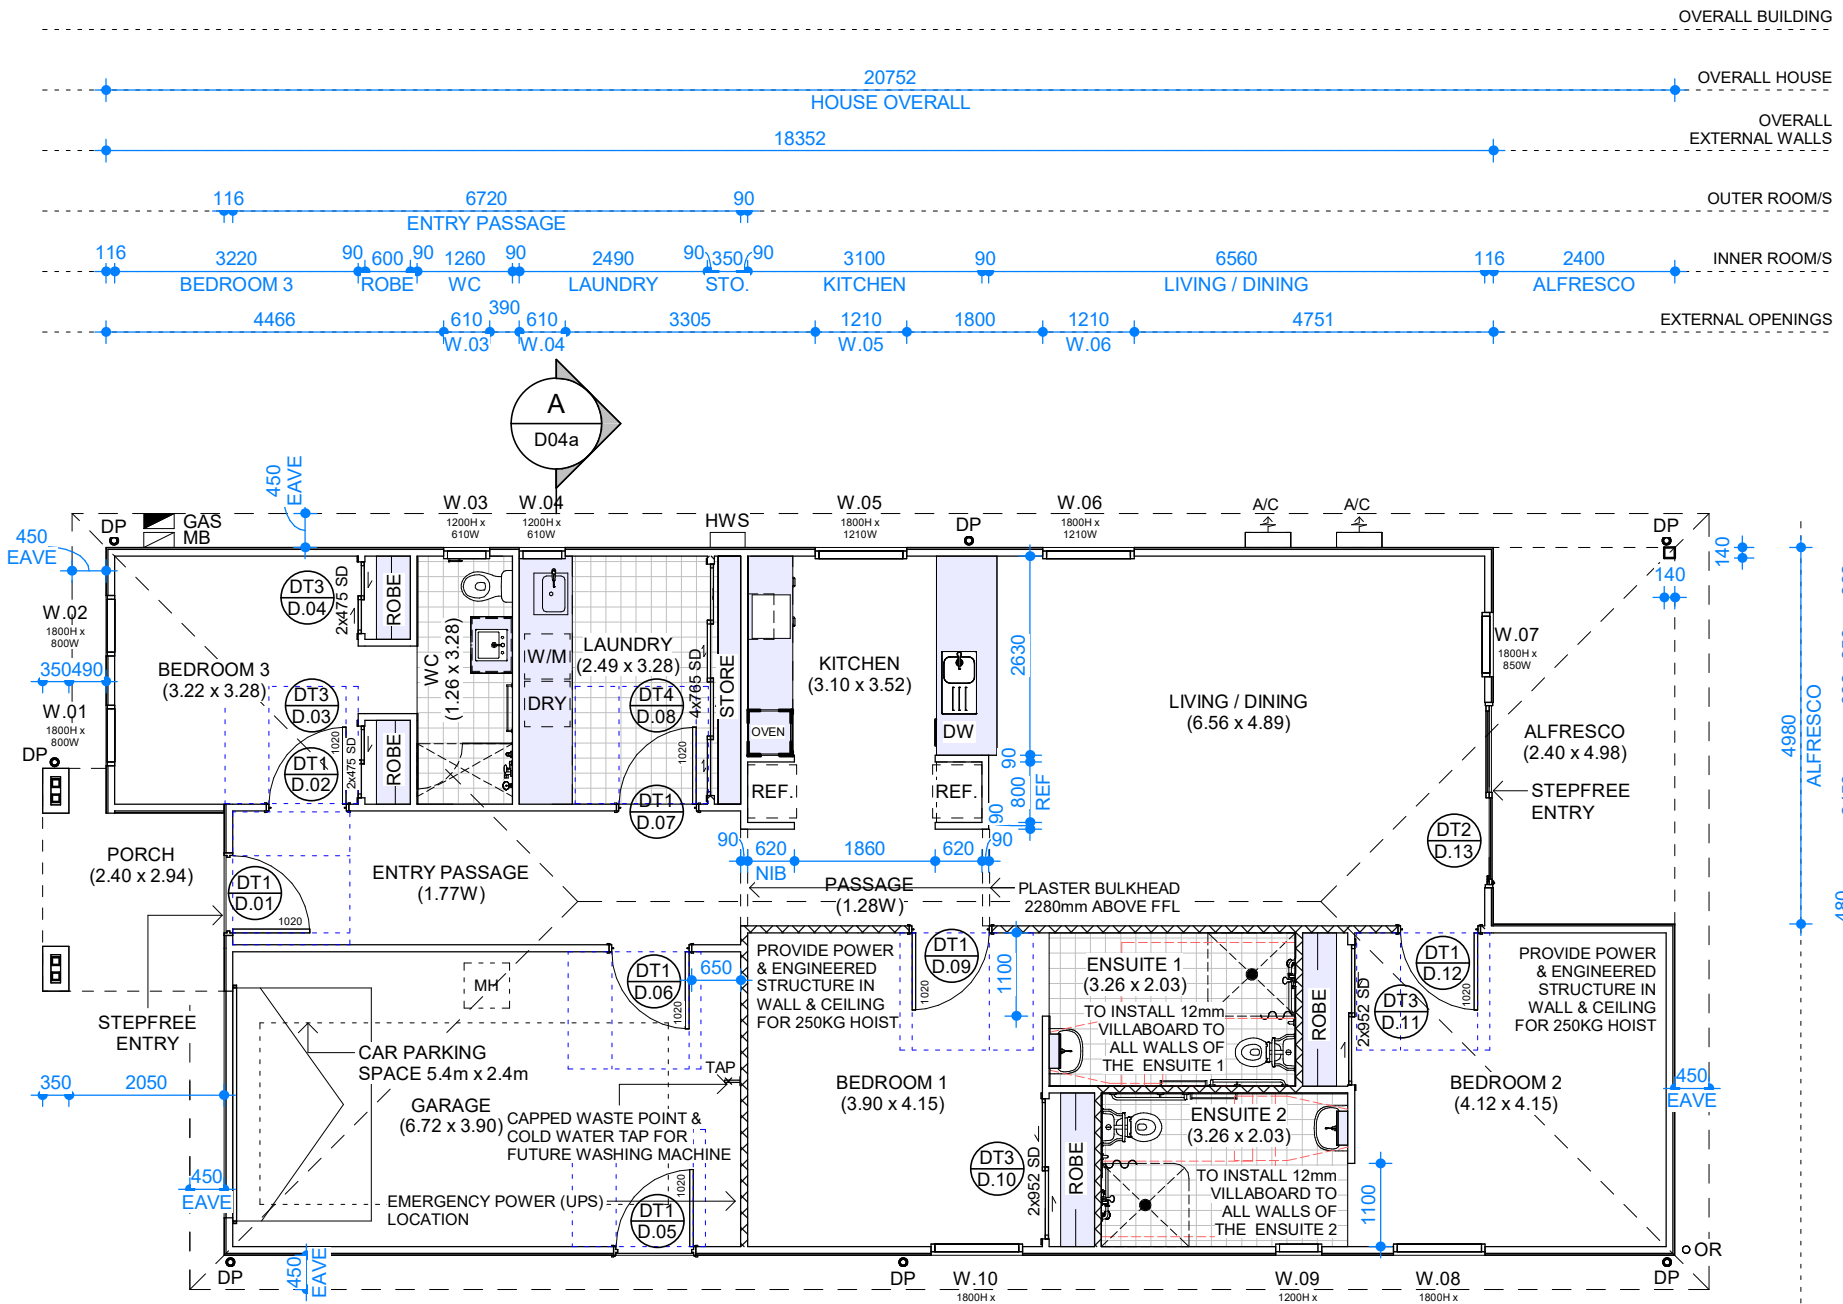 OVERALL BUILDING
20752
OVERALL HOUSE
HOUSE OVERALL
OVERALL
EXTERNAL WALLS
18352
116 6720 90
OUTER ROOM/S
ENTRY PASSAGE
116 3220 90 600 90 1260 90 2490 90 350 90 3100 90 6560 116 2400
INNER ROOM/S
BEDROOM 3 ROBE WC LAUNDRY STO. KITCHEN LIVING / DINING ALFRESCO
4466 610 390 610 3305 1210 1800 1210 4751
EXTERNAL OPENINGS
W.03 W.04 W.05 W.06
A
D04a
450
EAVE
W.03
1200H x
610W
W.04
1200H x
610W
W.05
1800H x
1210W
W.06
1800H x
1210W
A/C
A/C
DP
GAS
MB
HWS
DP
DP
450
EAVE
140
140
W.02
1800H x
800W
350 490
W.01
1800H x
800W
DP
DT3
D.04
2x475 SD
ROBE
BEDROOM 3
(3.22 x 3.28)
DT3
D.03
DT1
D.02
1020
2x475 SD
ROBE
WC
(1.26 x 3.28)
W/M
DRY
LAUNDRY
(2.49 x 3.28)
DT4
D.08
4x765 SD
1020
DT1
D.07
STORE
KITCHEN
(3.10 x 3.52)
OVEN
REF.
DW
REF.
2630
90
800
REF
90
LIVING / DINING
(6.56 x 4.89)
W.07
1800H x
850W
ALFRESCO
(2.40 x 4.98)
STEPFREE
ENTRY
4980
ALFRESCO
480
DT2
D.13
PORCH
(2.40 x 2.94)
DT1
D.01
1020
ENTRY PASSAGE
(1.77W)
90 620 1860 620 90
NIB
PASSAGE
(1.28W)
PLASTER BULKHEAD
2280mm ABOVE FFL
STEPFREE
ENTRY
MH
DT1
D.06
1020
650
PROVIDE POWER
& ENGINEERED
STRUCTURE IN
WALL & CEILING
FOR 250KG HOIST
DT1
D.09
1020
1100
ENSUITE 1
(3.26 x 2.03)
TO INSTALL 12mm
VILLABOARD TO
ALL WALLS OF
THE ENSUITE 1
ROBE
2x952 SD
DT3
D.11
DT1
D.12
1020
PROVIDE POWER
& ENGINEERED
STRUCTURE IN
WALL & CEILING
FOR 250KG HOIST
CAR PARKING
SPACE 5.4m x 2.4m
TAP
350 2050
GARAGE
(6.72 x 3.90)
CAPPED WASTE POINT &
COLD WATER TAP FOR
FUTURE WASHING MACHINE
BEDROOM 1
(3.90 x 4.15)
BEDROOM 2
(4.12 x 4.15)
450
EAVE
ENSUITE 2
(3.26 x 2.03)
TO INSTALL 12mm
VILLABOARD TO
ALL WALLS OF
THE ENSUITE 2
1100
DT3
D.10
2x952 SD
ROBE
450
EAVE
EMERGENCY POWER (UPS)
LOCATION
1020
DT1
D.05
450
EAVE
DP
DP
DP
OR
W.10
1800H x
W.09
1200H x
W.08
1800H x